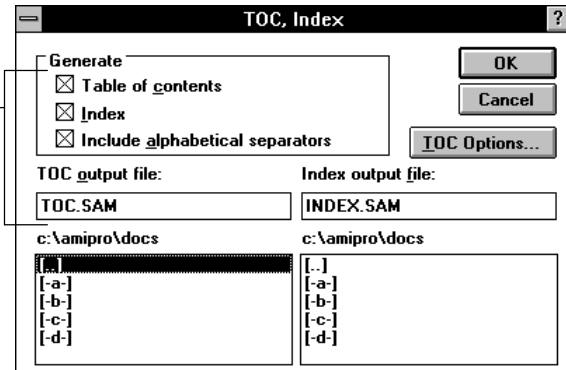 TOC, Index
?
Generate
Table of contents
Index
Include alphabetical separators
OK
Cancel
TOC Options...
TOC output file:
TOC.SAM
c:\amipro\docs
[..]
[-a-]
[-b-]
[-c-]
[-d-]
Index output file:
INDEX.SAM
c:\amipro\docs
[..]
[-a-]
[-b-]
[-c-]
[-d-]